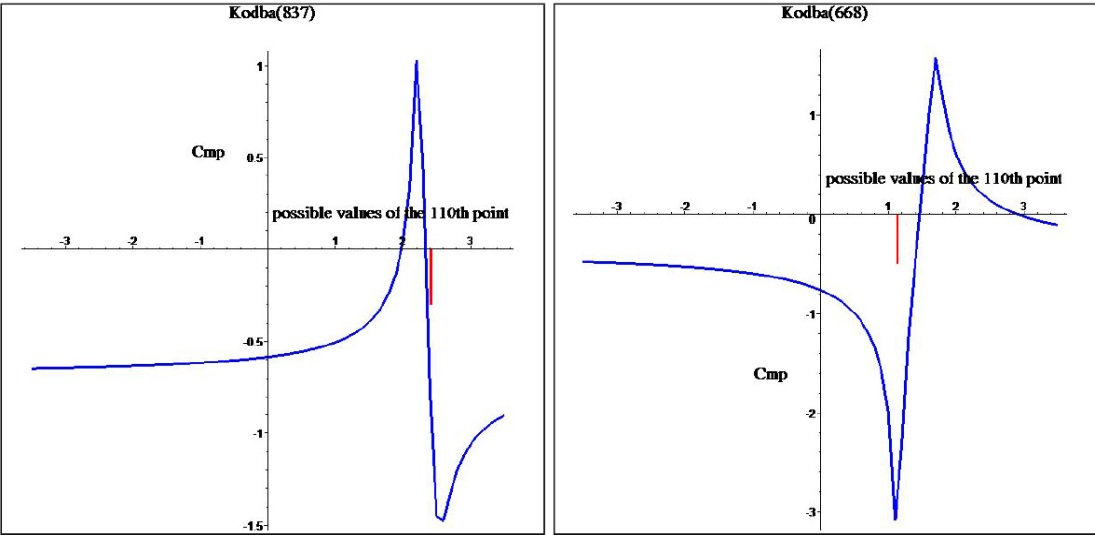 Kodba(837)
1
Cmp
0.5
possible values of the 110th point
-3 -2 -1 1 2 3
-0.5
-1
-1.5
Kodba(668)
1
possible values of the 110th point
-3 -2 -1 1 2 3
0
-1
Cmp
-2
-3